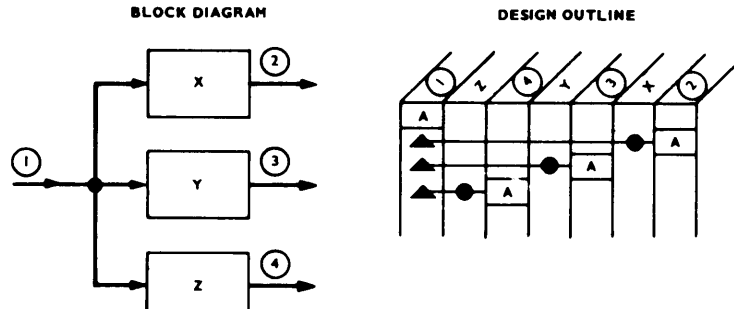 BLOCK DIAGRAM
DESIGN OUTLINE
X
2
1
Y
3
Z
4
1 Z 4 Y 3 X 2
A
A
A
A